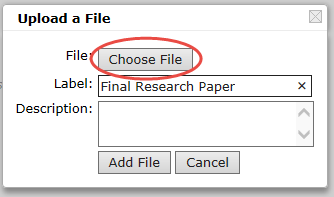 Upload a File
File: Choose File
Label: Final Research Paper ×
Description:
Add File Cancel